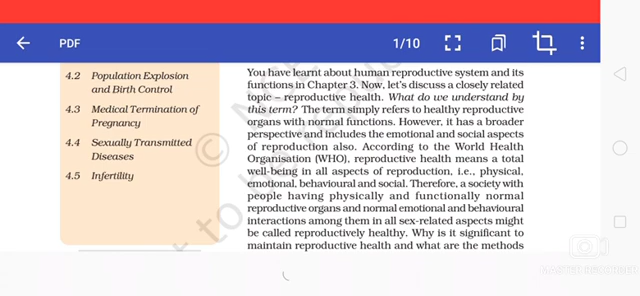 PDF
1/10
4.2 Population Explosion
and Birth Control
4.3 Medical Termination of
Pregnancy
4.4 Sexually Transmitted
Diseases
4.5 Infertility
You have learnt about human reproductive system and its
functions in Chapter 3. Now, let's discuss a closely related
topic – reproductive health. What do we understand by
this term? The term simply refers to healthy reproductive
organs with normal functions. However, it has a broader
perspective and includes the emotional and social aspects
of reproduction also. According to the World Health
Organisation (WHO), reproductive health means a total
well-being in all aspects of reproduction, i.e., physical,
emotional, behavioural and social. Therefore, a society with
people having physically and functionally normal
reproductive organs and normal emotional and behavioural
interactions among them in all sex-related aspects might
be called reproductively healthy. Why is it significant to
maintain reproductive health and what are the methods